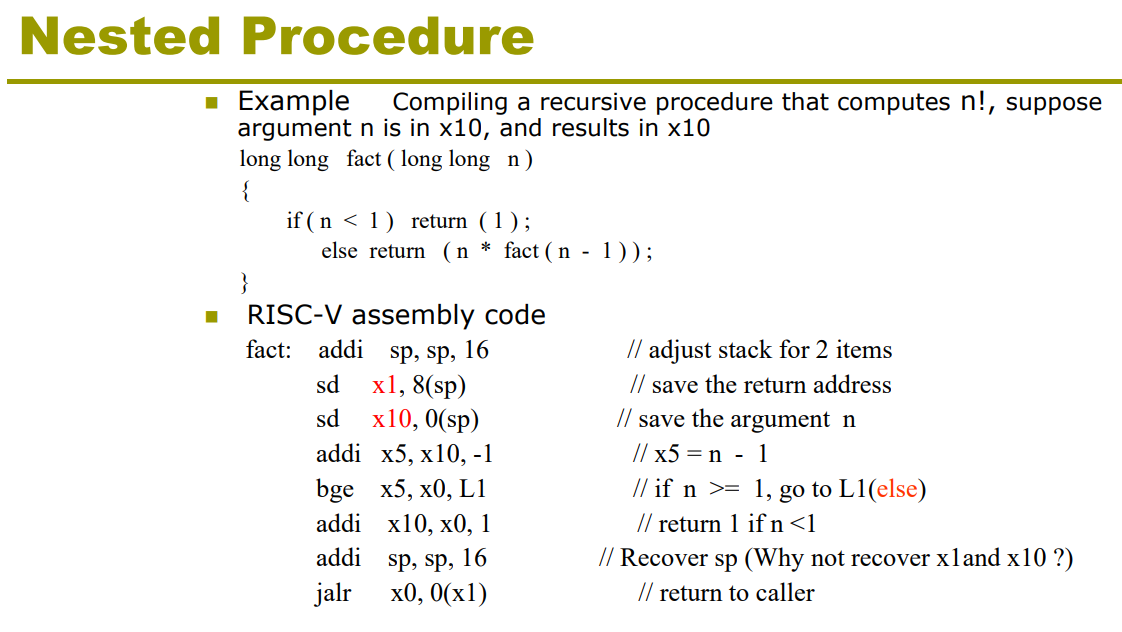 Nested Procedure
Example Compiling a recursive procedure that computes n!, suppose
argument n is in x10, and results in x10
long long fact ( long long n )
{
if ( n < 1 ) return ( 1 ) ;
else return ( n * fact ( n - 1 ) ) ;
}
RISC-V assembly code
fact: addi sp, sp, 16 // adjust stack for 2 items
sd x1, 8(sp) // save the return address
sd x10, 0(sp) // save the argument n
addi x5, x10, -1 // x5 = n - 1
bge x5, x0, L1 // if n >= 1, go to L1(else)
addi x10, x0, 1 // return 1 if n <1
addi sp, sp, 16 // Recover sp (Why not recover x1and x10 ?)
jalr x0, 0(x1) // return to caller